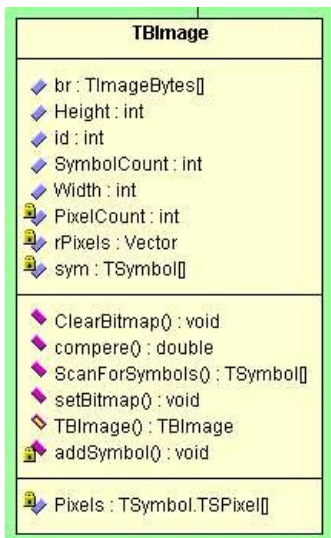 TBImage
br : TImageBytes[]
Height : int
id : int
SymbolCount : int
Width : int
PixelCount : int
rPixels : Vector
sym : TSymbol[]
ClearBitmap() : void
compere() : double
ScanForSymbols() : TSymbol[]
setBitmap() : void
TBImage() : TBImage
addSymbol() : void
Pixels : TSymbol.TSPixel[]